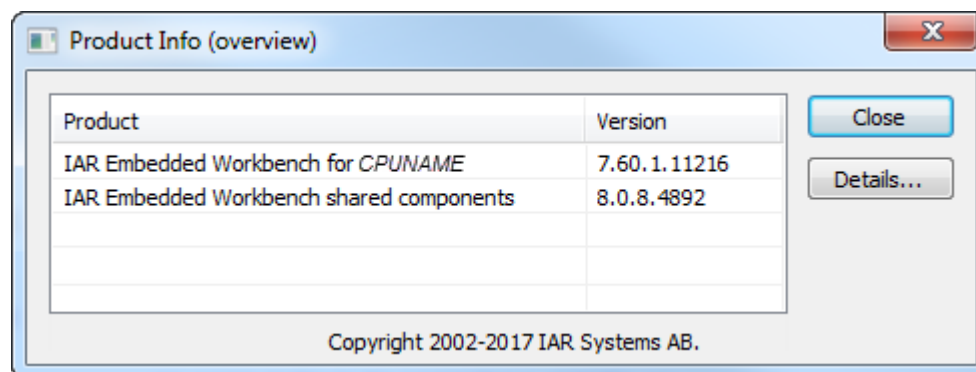 Product Info (overview)
Product Version
IAR Embedded Workbench for CPUNAME 7.60.1.11216
IAR Embedded Workbench shared components 8.0.8.4892
Close
Details...
Copyright 2002-2017 IAR Systems AB.